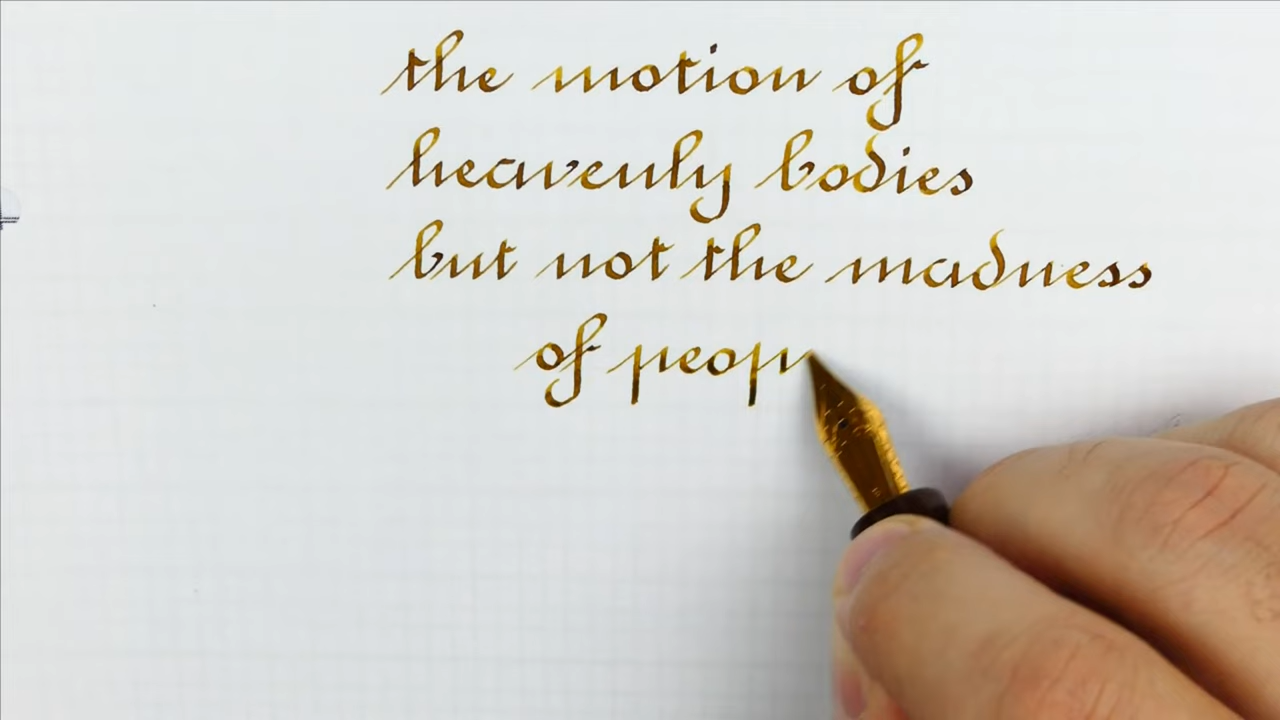 the motion of
heavenly bodies
but not the madness
of peop